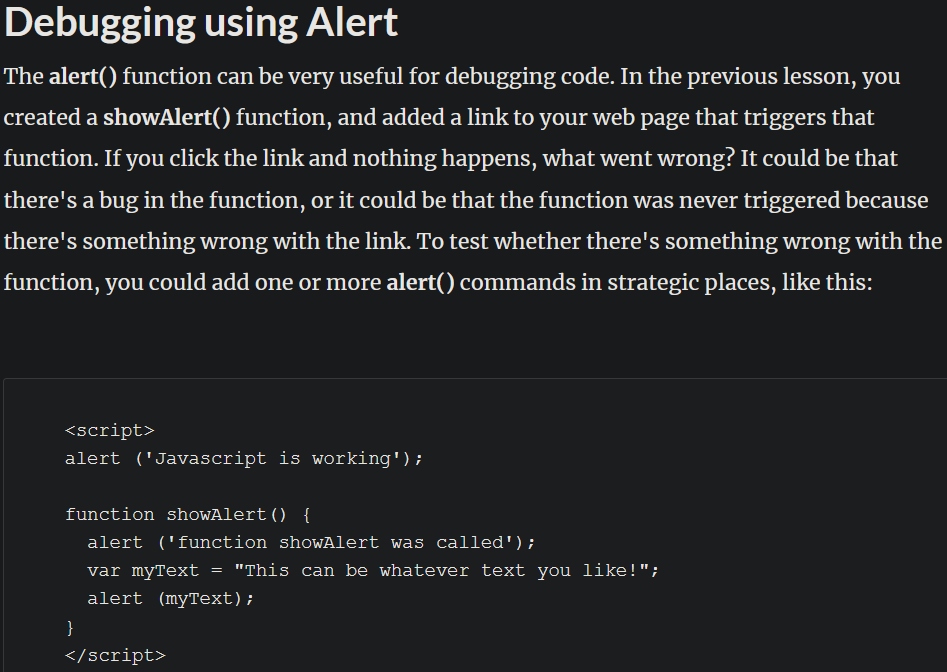 Debugging using Alert
The alert() function can be very useful for debugging code. In the previous lesson, you
created a showAlert() function, and added a link to your web page that triggers that
function. If you click the link and nothing happens, what went wrong? It could be that
there's a bug in the function, or it could be that the function was never triggered because
there's something wrong with the link. To test whether there's something wrong with the
function, you could add one or more alert() commands in strategic places, like this:
<script>
alert ('Javascript is working');
function showAlert() {
  alert ('function showAlert was called');
  var myText = "This can be whatever text you like!";
  alert (myText);
}
</script>